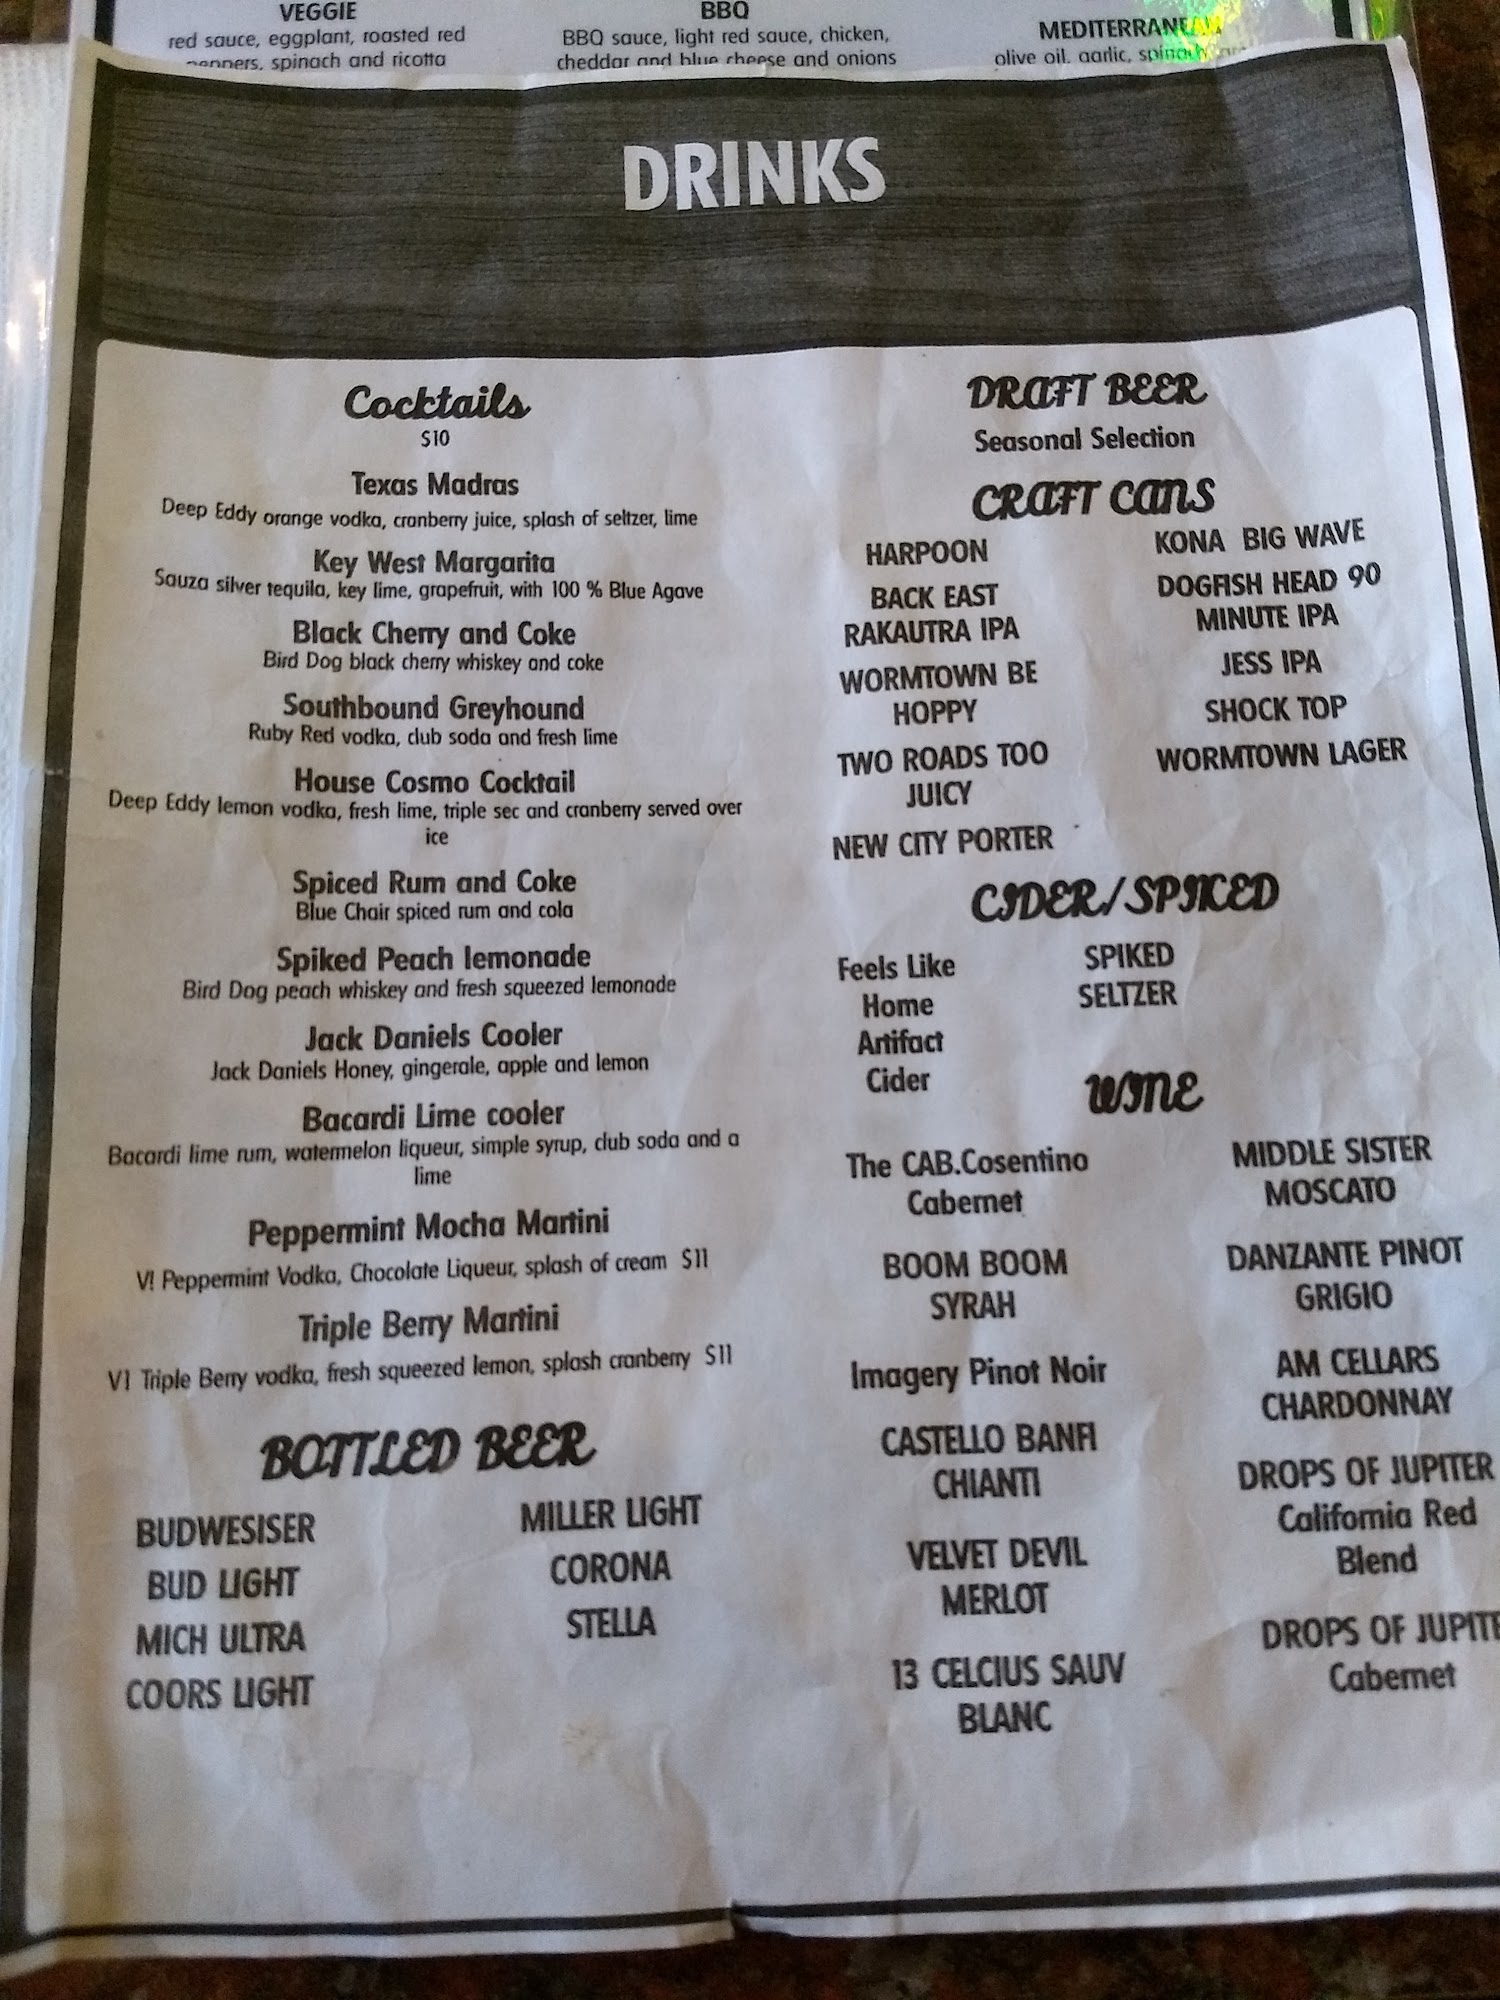 VEGGIE
red sauce, eggplant, roasted red
peppers, spinach and ricotta
BBQ
BBQ sauce, light red sauce, chicken,
cheddar and blue cheese and onions
MEDITERRANEAN
olive oil, garlic, spinach
DRINKS
Cocktails
$10
Texas Madras
Deep Eddy orange vodka, cranberry juice, splash of seltzer, lime
Key West Margarita
Sauza silver tequila, key lime, grapefruit, with 100 % Blue Agave
Black Cherry and Coke
Bird Dog black cherry whiskey and coke
Southbound Greyhound
Ruby Red vodka, club soda and fresh lime
House Cosmo Cocktail
Deep Eddy lemon vodka, fresh lime, triple sec and cranberry served over
ice
Spiced Rum and Coke
Blue Chair spiced rum and cola
Spiked Peach lemonade
Bird Dog peach whiskey and fresh squeezed lemonade
Jack Daniels Cooler
Jack Daniels Honey, gingerale, apple and lemon
Bacardi Lime cooler
Bacardi lime rum, watermelon liqueur, simple syrup, club soda and a
lime
Peppermint Mocha Martini
V! Peppermint Vodka, Chocolate Liqueur, splash of cream $11
Triple Berry Martini
V1 Triple Berry vodka, fresh squeezed lemon, splash cranberry $11
BOTTLED BEER
BUDWESISER
BUD LIGHT
MICH ULTRA
COORS LIGHT
MILLER LIGHT
CORONA
STELLA
DRAFT BEER
Seasonal Selection
CRAFT CANS
HARPOON
BACK EAST
RAKAUTRA IPA
WORMTOWN BE
HOPPY
TWO ROADS TOO
JUICY
NEW CITY PORTER
KONA BIG WAVE
DOGFISH HEAD 90
MINUTE IPA
JESS IPA
SHOCK TOP
WORMTOWN LAGER
CIDER/SPIKED
Feels Like
Home
Artifact
Cider
SPIKED
SELTZER
WINE
The CAB.Cosentino
Cabernet
BOOM BOOM
SYRAH
Imagery Pinot Noir
CASTELLO BANFI
CHIANTI
VELVET DEVIL
MERLOT
13 CELCIUS SAUV
BLANC
MIDDLE SISTER
MOSCATO
DANZANTE PINOT
GRIGIO
AM CELLARS
CHARDONNAY
DROPS OF JUPITER
California Red
Blend
DROPS OF JUPITE
Cabernet